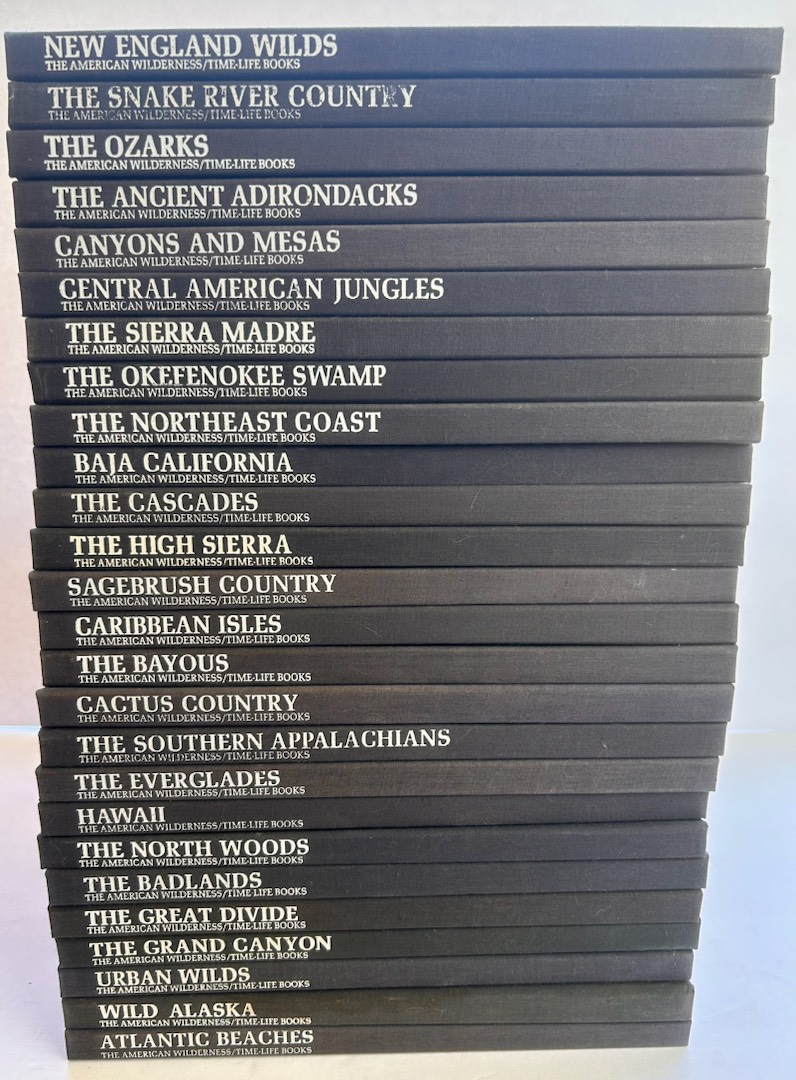 NEW ENGLAND WILDS
THE AMERICAN WILDERNESS/TIME-LIFE BOOKS
THE SNAKE RIVER COUNTRY
THE AMERICAN WILDERNESS/TIME-LIFE BOOKS
THE OZARKS
THE AMERICAN WILDERNESS/TIME-LIFE BOOKS
THE ANCIENT ADIRONDACKS
THE AMERICAN WILDERNESS/TIME-LIFE BOOKS
CANYONS AND MESAS
THE AMERICAN WILDERNESS/TIME-LIFE BOOKS
CENTRAL AMERICAN JUNGLES
THE AMERICAN WILDERNESS/TIME-LIFE BOOKS
THE SIERRA MADRE
THE AMERICAN WILDERNESS/TIME-LIFE BOOKS
THE OKEFENOKEE SWAMP
THE AMERICAN WILDERNESS/TIME-LIFE BOOKS
THE NORTHEAST COAST
THE AMERICAN WILDERNESS/TIME-LIFE BOOKS
BAJA CALIFORNIA
THE AMERICAN WILDERNESS/TIME-LIFE BOOKS
THE CASCADES
THE AMERICAN WILDERNESS/TIME-LIFE BOOKS
THE HIGH SIERRA
THE AMERICAN WILDERNESS/TIME-LIFE BOOKS
SAGEBRUSH COUNTRY
THE AMERICAN WILDERNESS/TIME-LIFE BOOKS
CARIBBEAN ISLES
THE AMERICAN WILDERNESS/TIME-LIFE BOOKS
THE BAYOUS
THE AMERICAN WILDERNESS/TIME-LIFE BOOKS
CACTUS COUNTRY
THE AMERICAN WILDERNESS/TIME-LIFE BOOKS
THE SOUTHERN APPALACHIANS
THE AMERICAN WILDERNESS/TIME-LIFE BOOKS
THE EVERGLADES
THE AMERICAN WILDERNESS/TIME-LIFE BOOKS
HAWAII
THE AMERICAN WILDERNESS/TIME-LIFE BOOKS
THE NORTH WOODS
THE AMERICAN WILDERNESS/TIME-LIFE BOOKS
THE BADLANDS
THE AMERICAN WILDERNESS/TIME-LIFE BOOKS
THE GREAT DIVIDE
THE AMERICAN WILDERNESS/TIME-LIFE BOOKS
THE GRAND CANYON
THE AMERICAN WILDERNESS/TIME-LIFE BOOKS
URBAN WILDS
THE AMERICAN WILDERNESS/TIME-LIFE BOOKS
WILD ALASKA
THE AMERICAN WILDERNESS/TIME-LIFE BOOKS
ATLANTIC BEACHES
THE AMERICAN WILDERNESS/TIME-LIFE BOOKS